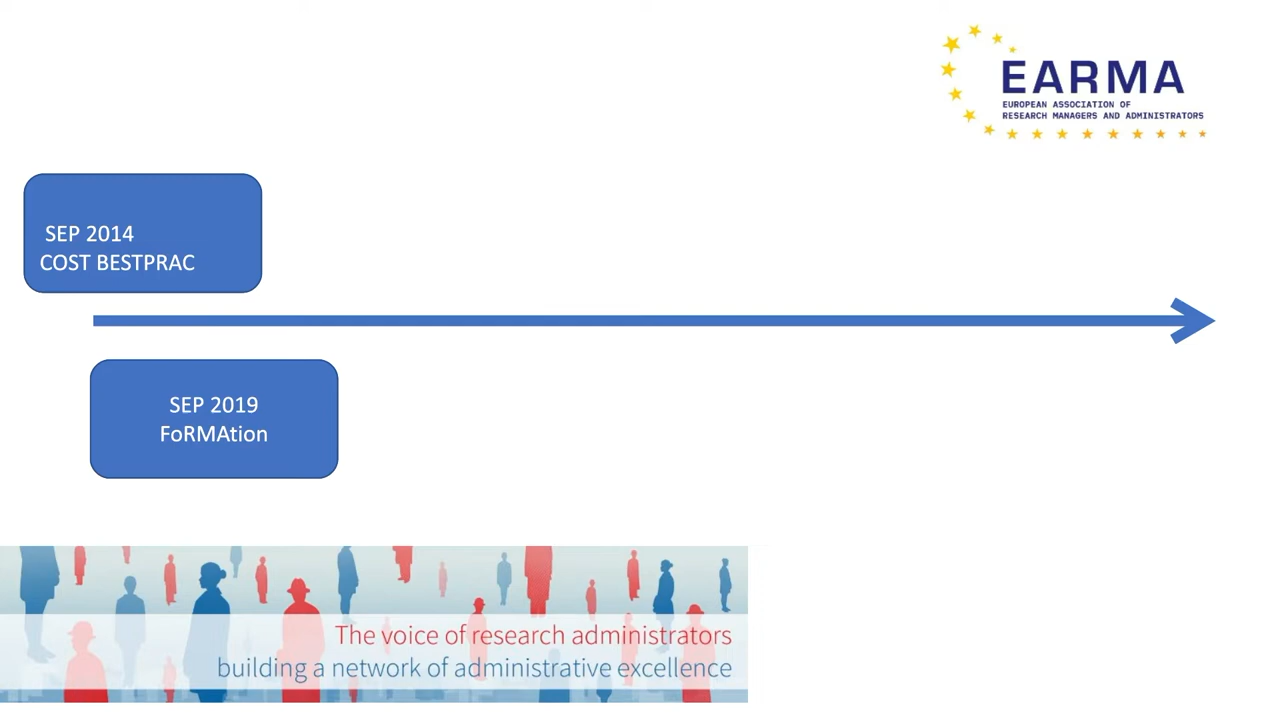 EARMA
EUROPEAN ASSOCIATION OF
RESEARCH MANAGERS AND ADMINISTRATORS
SEP 2014
COST BESTPRAC
SEP 2019
FoRMAtion
The voice of research administrators
building a network of administrative excellence